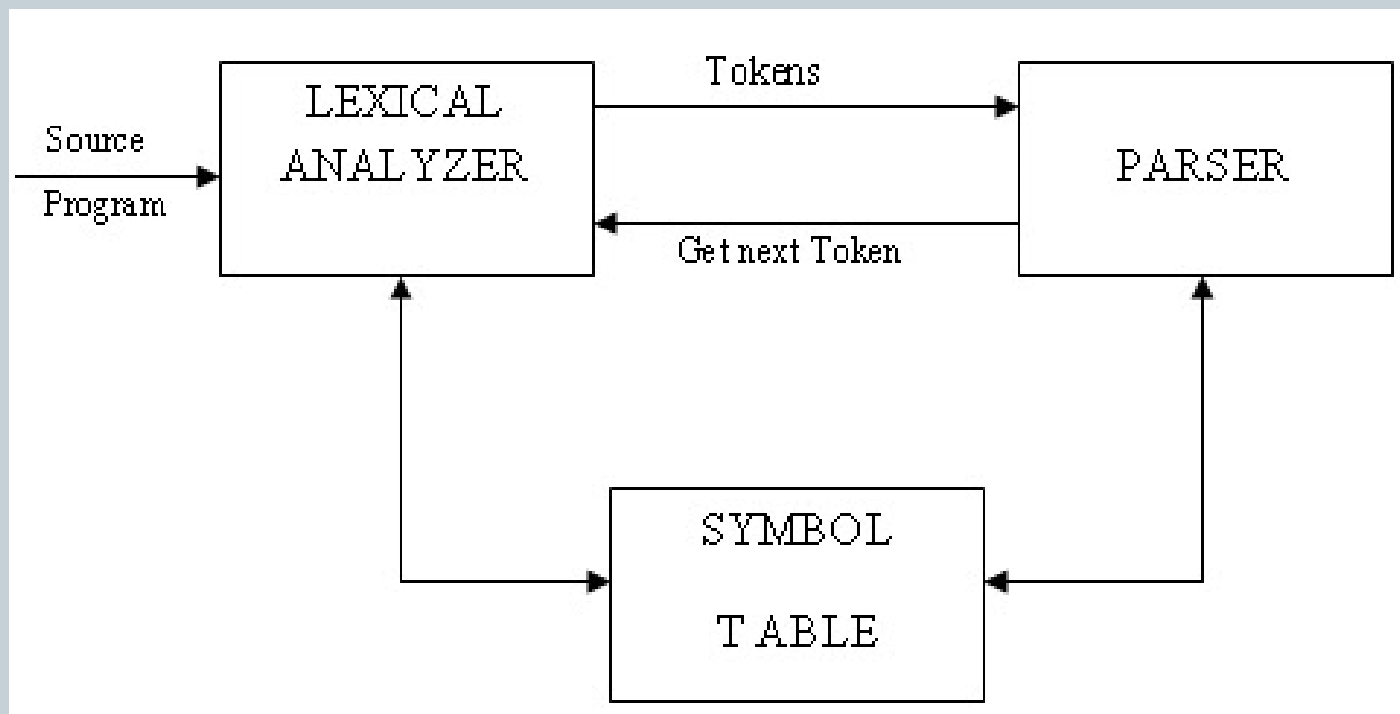 Source
Program
LEXICAL
ANALYZER
Tokens
Get next Token
PARSER
SYMBOL
TABLE